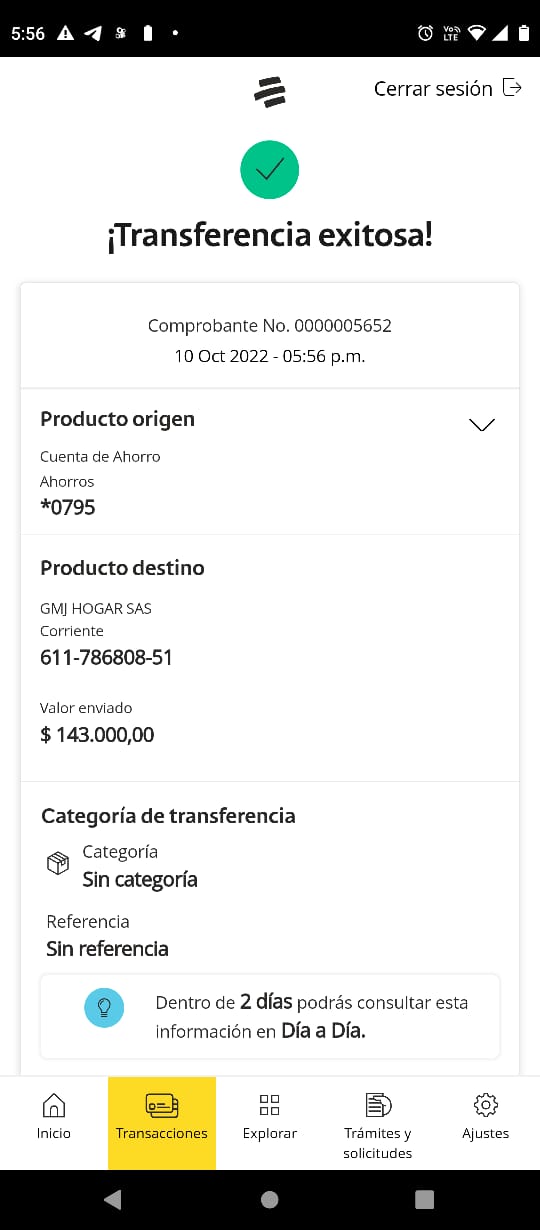 5:56
Vo)) LTE
Cerrar sesión
¡Transferencia exitosa!
Comprobante No. 0000005652
10 Oct 2022 - 05:56 p.m.
Producto origen
Cuenta de Ahorro
Ahorros
*0795
Producto destino
GMJ HOGAR SAS
Corriente
611-786808-51
Valor enviado
$ 143.000,00
Categoría de transferencia
Categoría
Sin categoría
Referencia
Sin referencia
Dentro de 2 días podrás consultar esta
información en Día a Día.
Inicio
Transacciones
Explorar
Trámites y
solicitudes
Ajustes